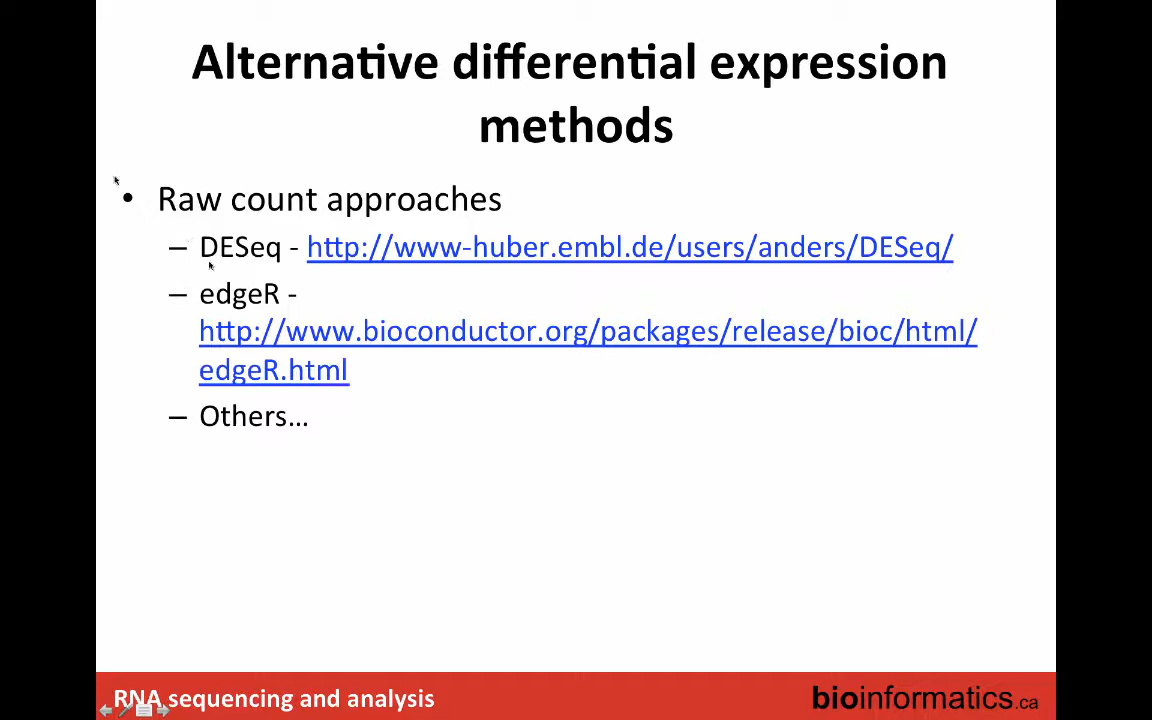 Alternative differential expression
methods
• Raw count approaches
– DESeq - http://www-huber.embl.de/users/anders/DESeq/
– edgeR -
http://www.bioconductor.org/packages/release/bioc/html/
edgeR.html
– Others…
RNA sequencing and analysis
bioinformatics.ca